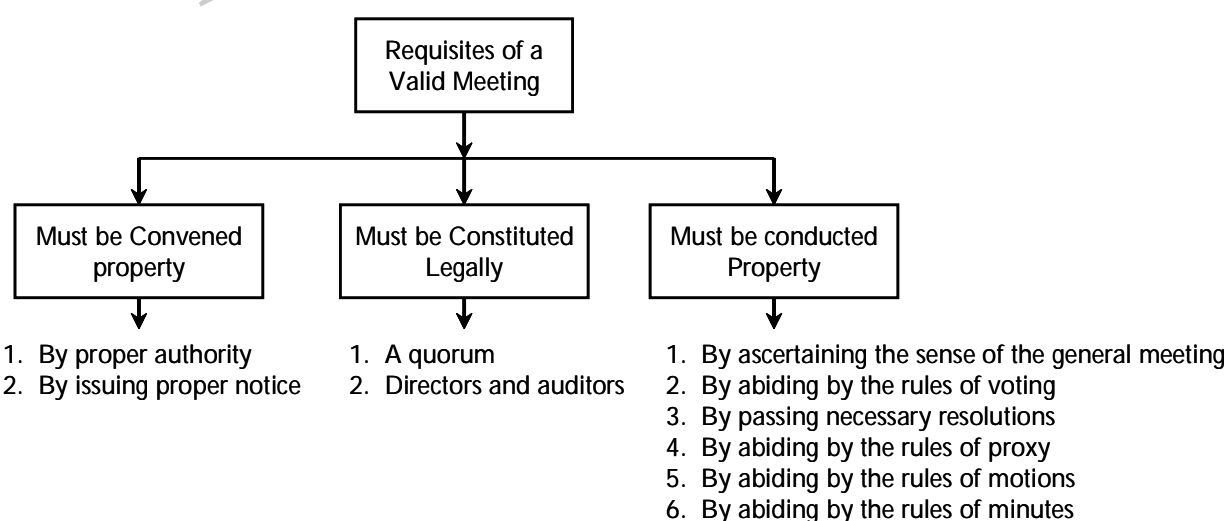 Requisites of a
Valid Meeting
Must be Convened
property
1. By proper authority
2. By issuing proper notice
Must be Constituted
Legally
1. A quorum
2. Directors and auditors
Must be conducted
Property
1. By ascertaining the sense of the general meeting
2. By abiding by the rules of voting
3. By passing necessary resolutions
4. By abiding by the rules of proxy
5. By abiding by the rules of motions
6. By abiding by the rules of minutes